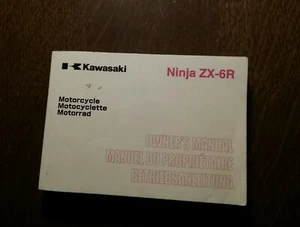 Kawasaki
Ninja ZX-6R
Motorcycle
Motocyclette
Motorrad
OWNER'S MANUAL
MANUEL DU PROPRIÉTAIRE
BETRIEBSANLEITUNG